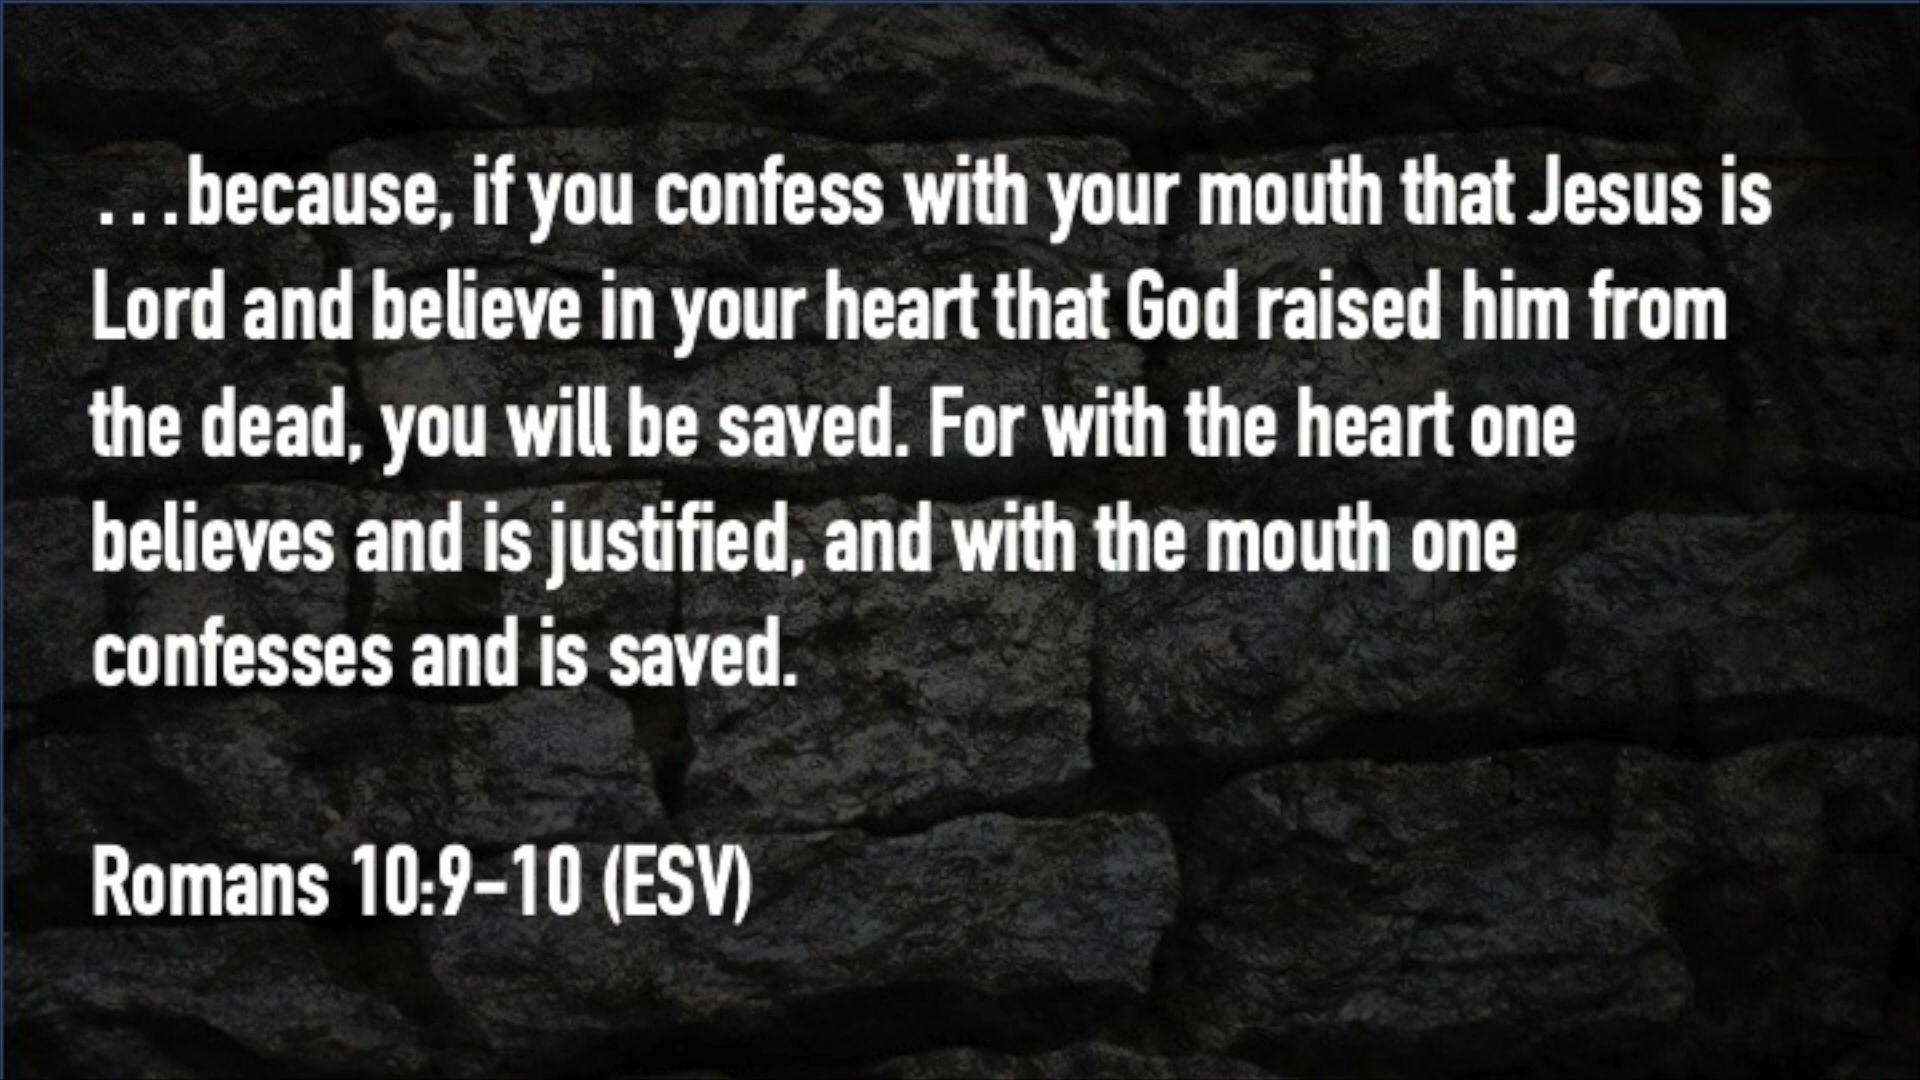 ...because, if you confess with your mouth that Jesus is
Lord and believe in your heart that God raised him from
the dead, you will be saved. For with the heart one
believes and is justified, and with the mouth one
confesses and is saved.
Romans 10:9–10 (ESV)